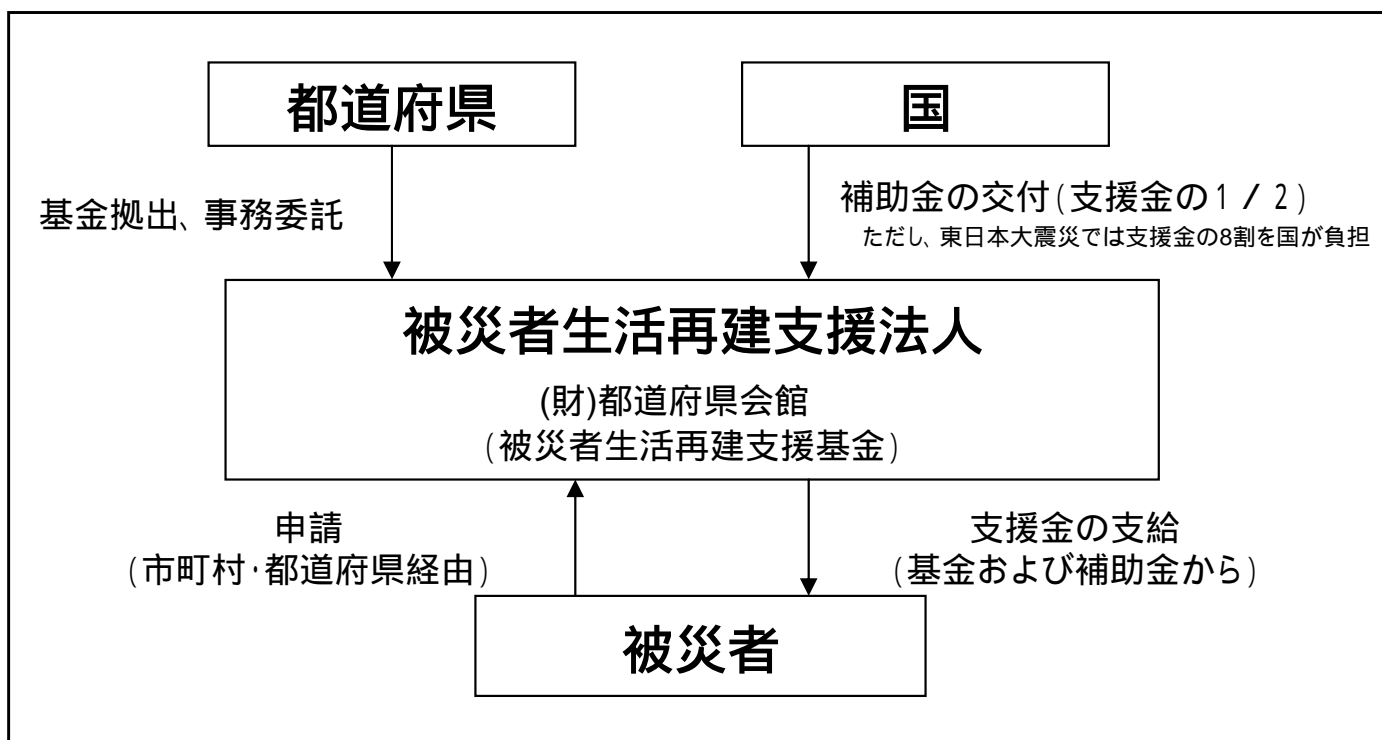 都道府県
国
基金拠出、事務委託
補助金の交付(支援金の1/2)
ただし、東日本大震災では支援金の8割を国が負担
被災者生活再建支援法人
(財)都道府県会館
(被災者生活再建支援基金)
申請
(市町村・都道府県経由)
支援金の支給
(基金および補助金から)
被災者